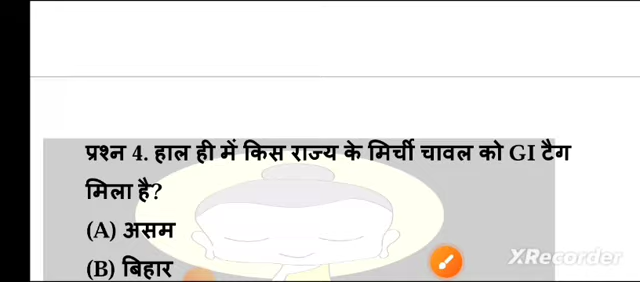 प्रश्न 4. हाल ही में किस राज्य के मिर्ची चावल को GI टैग
मिला है?
(A) असम
(B) बिहार
XRecorder